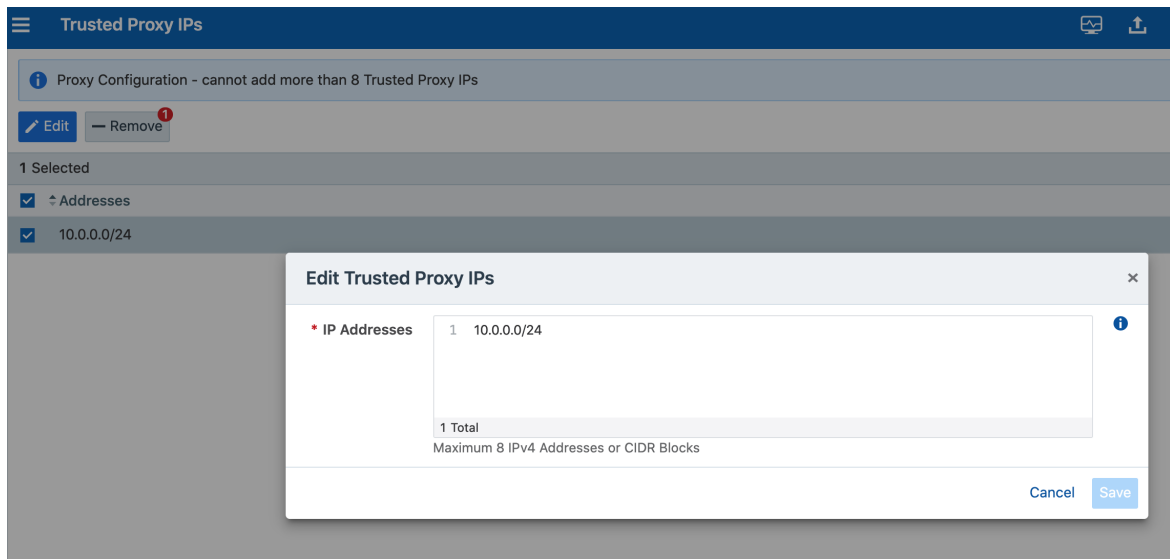 Trusted Proxy IPs
Proxy Configuration - cannot add more than 8 Trusted Proxy IPs
Edit
Remove
1
1 Selected
Addresses
10.0.0.0/24
Edit Trusted Proxy IPs
* IP Addresses
1 10.0.0.0/24
1 Total
Maximum 8 IPv4 Addresses or CIDR Blocks
Cancel
Save